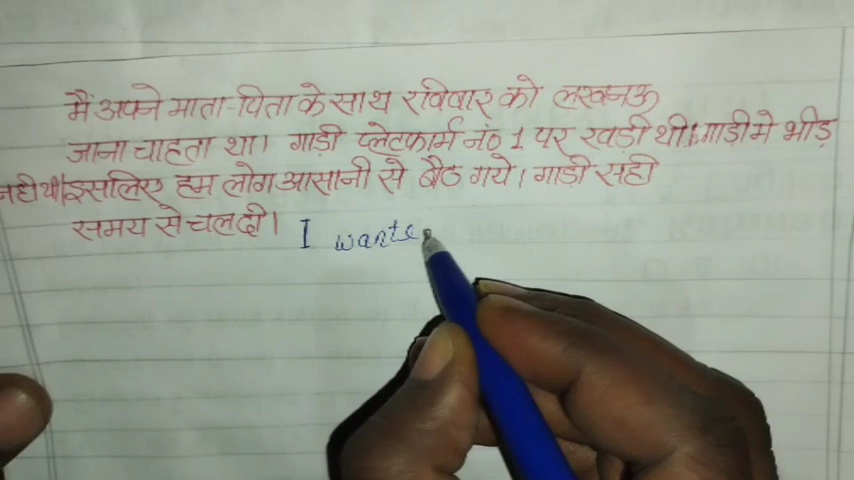 मैं अपने माता-पिता के साथ रविवार को लखनऊ
जाना चाहता था। गाड़ी प्लेटफार्म नं० 1 पर खड़ी थी। गाड़ी मे भीड़
नही थी। इसलिए हम लोग आसानी से बैठ गये। गाड़ी सही
समय से चल दी। I wante